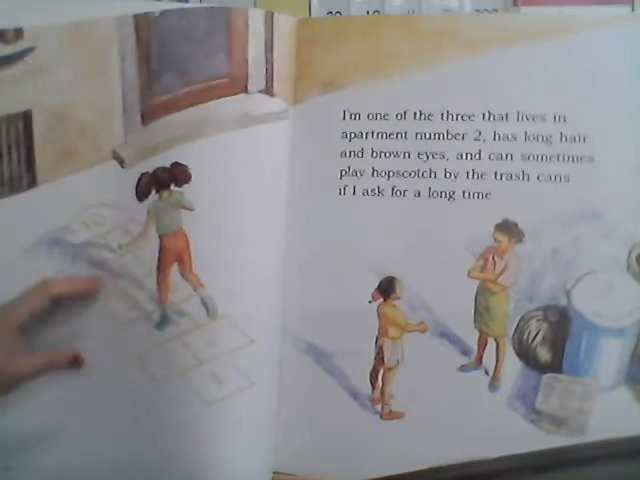 I'm one of the three that lives in
apartment number 2, has long hair
and brown eyes, and can sometimes
play hopscotch by the trash cans
if I ask for a long time